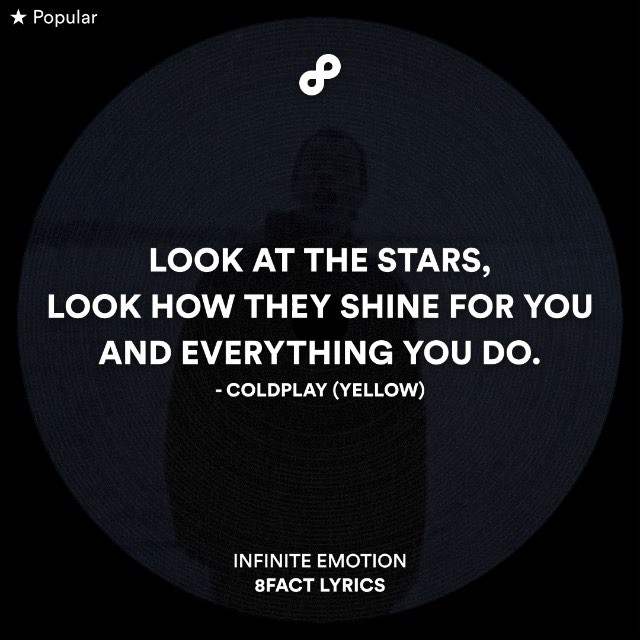 ★ Popular
LOOK AT THE STARS,
LOOK HOW THEY SHINE FOR YOU
AND EVERYTHING YOU DO.
- COLDPLAY (YELLOW)
INFINITE EMOTION
8FACT LYRICS